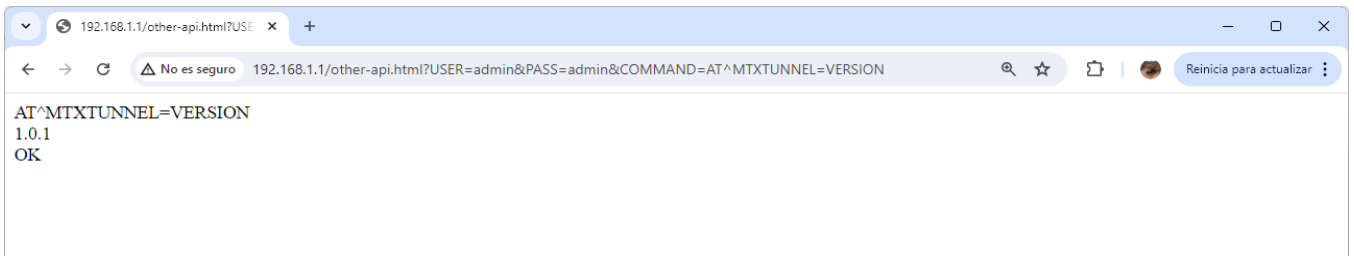 192.168.1.1/other-api.html?USE
No es seguro 192.168.1.1/other-api.html?USER=admin&PASS=admin&COMMAND=AT^MTXTUNNEL=VERSION Reinicia para actualizar
AT^MTXTUNNEL=VERSION
1.0.1
OK